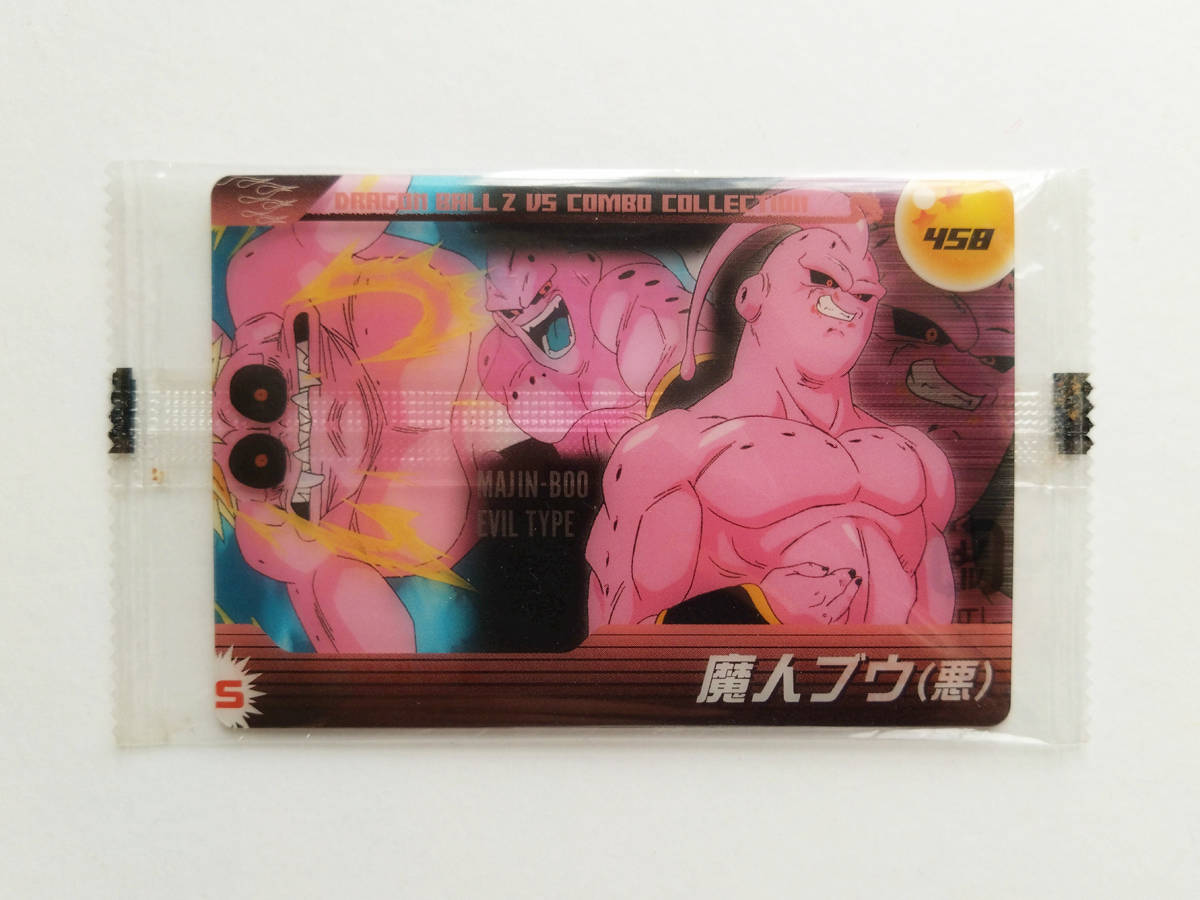 DRAGON BALL Z VS COMBO COLLECTION
458
MAJIN-BOO
EVIL TYPE
S
魔人ブウ(悪)